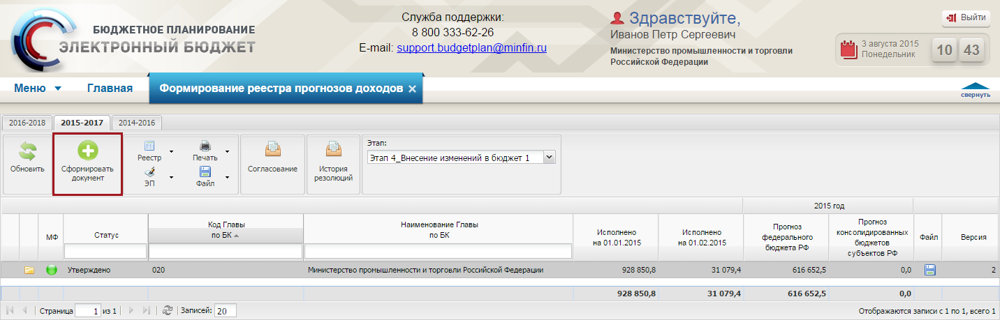 БЮДЖЕТНОЕ ПЛАНИРОВАНИЕ
ЭЛЕКТРОННЫЙ БЮДЖЕТ
Служба поддержки:
8 800 333-62-26
E-mail: support.budgetplan@minfin.ru
Здравствуйте,
Иванов Петр Сергеевич
Министерство промышленности и торговли
Российской Федерации
Выйти
3 августа 2015
Понедельник
10 43
Меню Главная Формирование реестра прогнозов доходов
свернуть
2016-2018 2015-2017 2014-2016
Обновить
Сформировать
документ
Реестр
Печать
ЭП
Файл
Согласование
История
резолюций
Этап:
Этап 4_Внесение изменений в бюджет 1
2015 год
МФ
Статус
Код Главы
по БК
Наименование Главы
по БК
Исполнено
на 01.01.2015
Исполнено
на 01.02.2015
Прогноз
федерального
бюджета РФ
Прогноз
консолидированных
бюджетов
субъектов РФ
Файл
Версия
Утверждено 020 Министерство промышленности и торговли Российской Федерации 928 850,8 31 079,4 616 652,5 0,0 2
928 850,8 31 079,4 616 652,5 0,0
Страница 1 из 1 Записей: 20 Отображаются записи с 1 по 1, всего 1